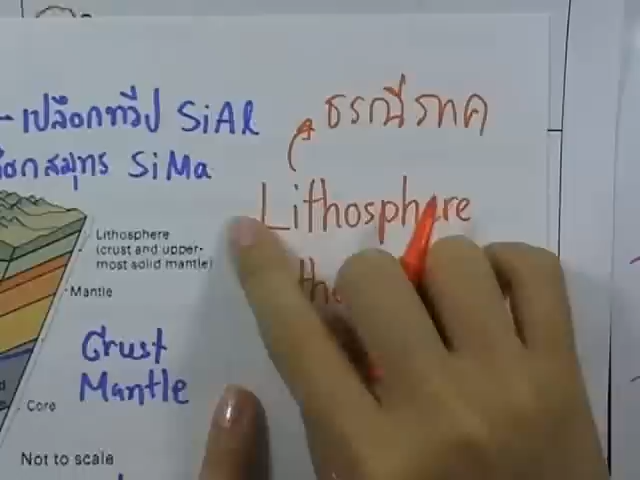 -เปลือกทวีป SiAl
สมุทร SiMa
ธรณีภาค
Lithosphere
Lithosphere
(crust and upper-
most solid mantle)
Mantle
Crust
Mantle
Core
Not to scale